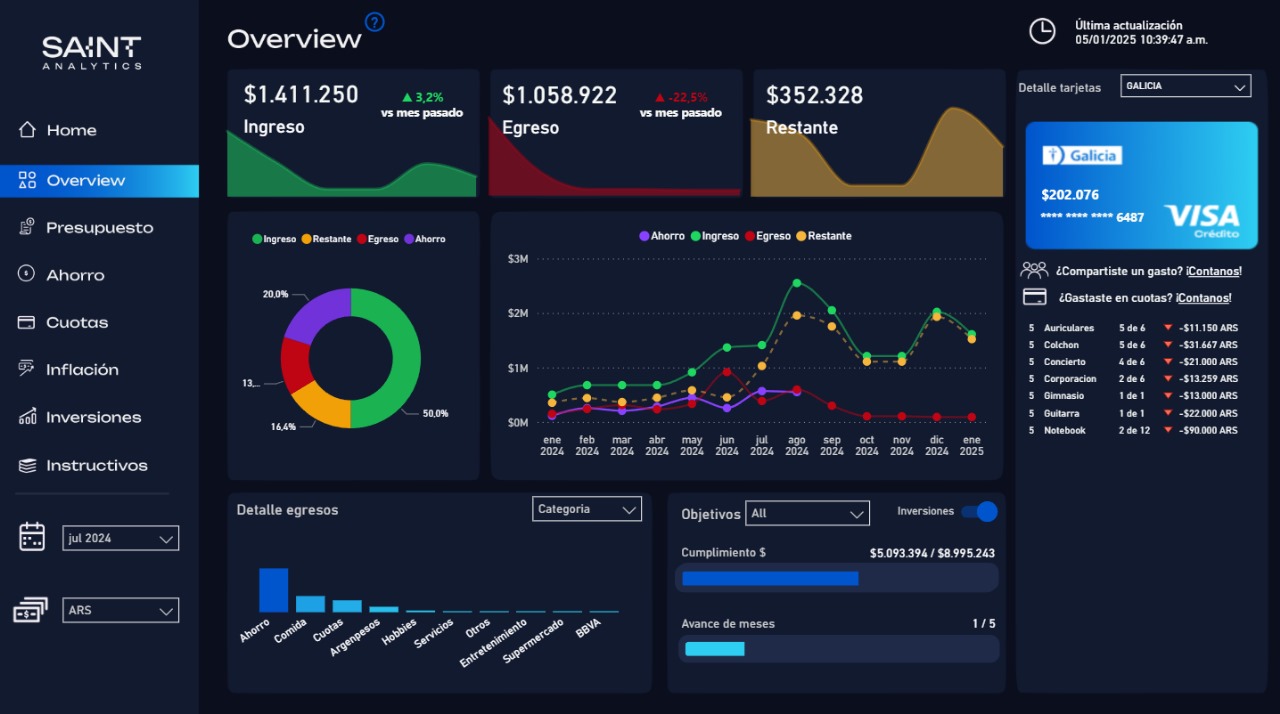 SAINT
ANALYTICS
Home
Overview
Presupuesto
Ahorro
Cuotas
Inflación
Inversiones
Instructivos
jul 2024
ARS
Overview
?
Última actualización
05/01/2025 10:39:47 a.m.
$1.411.250
▲ 3,2%
vs mes pasado
Ingreso
$1.058.922
▲ -22,5%
vs mes pasado
Egreso
$352.328
Restante
Ingreso Restante Egreso Ahorro
20,0%
13,...
16,4%
50,0%
Ahorro Ingreso Egreso Restante
$3M
$2M
$1M
$0M
ene feb mar abr may jun jul ago sep oct nov dic ene
2024 2024 2024 2024 2024 2024 2024 2024 2024 2024 2024 2024 2025
Detalle egresos
Categoria
Ahorro
Comida
Cuotas
Argenpesos
Hobbies
Servicios
Otros
Entretenimiento
Supermercado
BBVA
Objetivos
All
Inversiones
Cumplimiento $
$5.093.394 / $8.995.243
Avance de meses
1 / 5
Detalle tarjetas
GALICIA
Galicia
$202.076
**** **** **** 6487
VISA
Crédito
¿Compartiste un gasto? ¡Contanos!
¿Gastaste en cuotas? ¡Contanos!
5 Auriculares 5 de 6 ▼ -$11.150 ARS
5 Colchon 5 de 6 ▼ -$31.667 ARS
5 Concierto 4 de 6 ▼ -$21.000 ARS
5 Corporacion 2 de 6 ▼ -$13.259 ARS
5 Gimnasio 1 de 1 ▼ -$13.000 ARS
5 Guitarra 1 de 1 ▼ -$22.000 ARS
5 Notebook 2 de 12 ▼ -$90.000 ARS